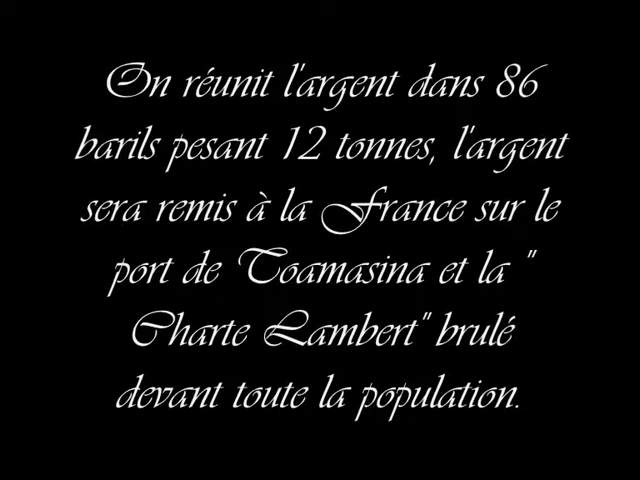 On réunit l'argent dans 86
barils pesant 12 tonnes, l'argent
sera remis à la France sur le
port de Toamasina et la "
Charte Lambert" brulé
devant toute la population.